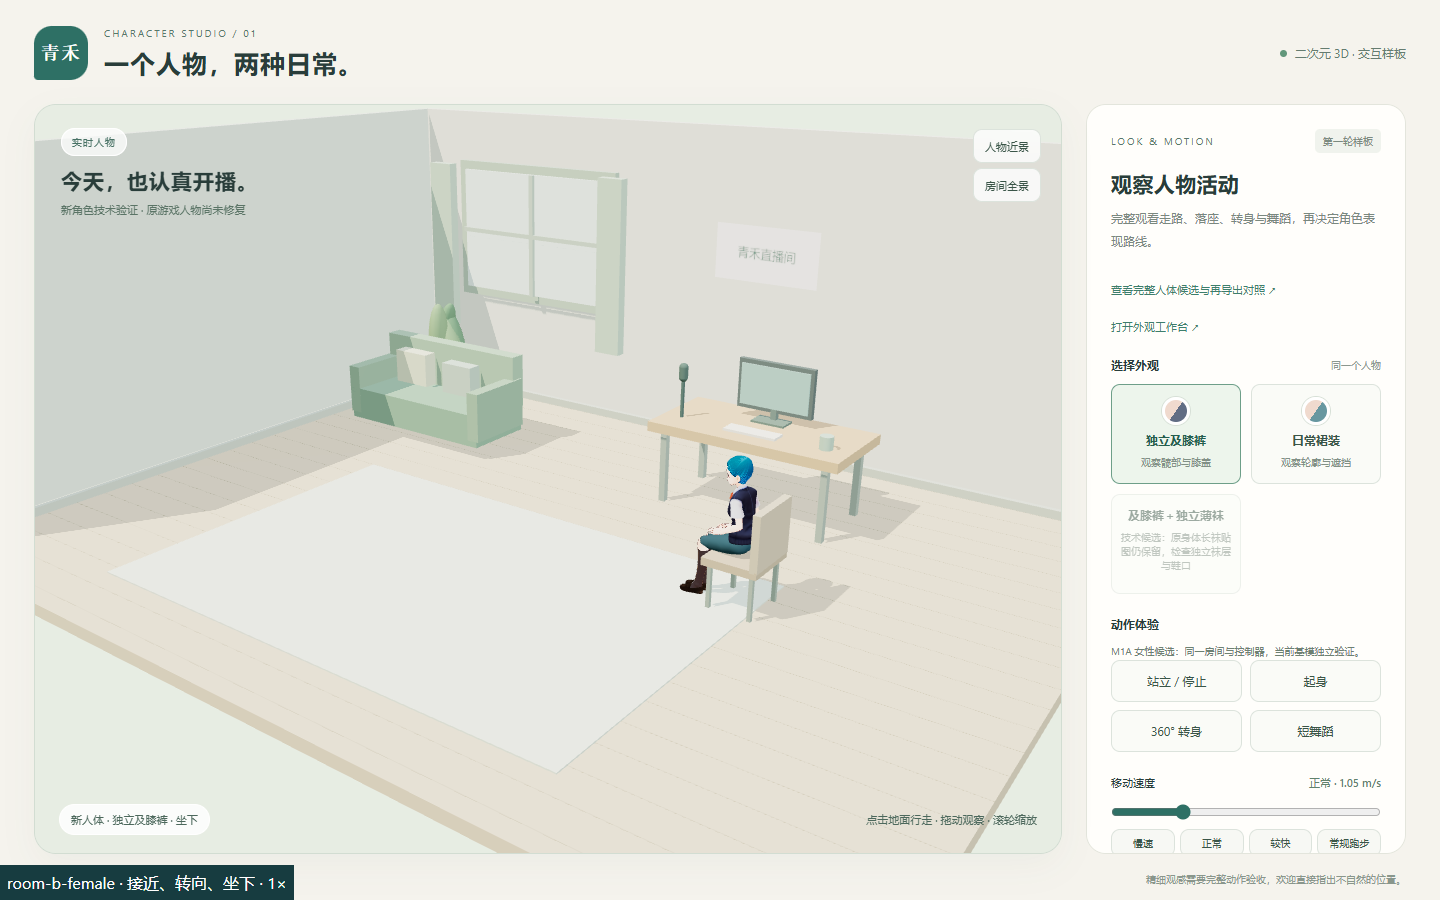 青禾
CHARACTER STUDIO / 01
一个人物，两种日常。
二次元 3D · 交互样板
实时人物
今天，也认真开播。
新角色技术验证 · 原游戏人物尚未修复
人物近景
房间全景
青禾直播间
新人体 · 独立及膝裤 · 坐下
点击地面行走 · 拖动观察 · 滚轮缩放
LOOK & MOTION
第一轮样板
观察人物活动
完整观看走路、落座、转身与舞蹈，再决定角色表
现路线。
查看完整人体候选与再导出对照 ↗
打开外观工作台 ↗
选择外观
同一个人物
独立及膝裤
观察髋部与膝盖
日常裙装
观察轮廓与遮挡
及膝裤 + 独立薄袜
技术候选：原身体长袜贴
图仍保留，检查独立袜层
与鞋口
动作体验
M1A 女性候选：同一房间与控制器，当前基模独立验证。
站立 / 停止
起身
360° 转身
短舞蹈
移动速度
正常 · 1.05 m/s
慢速
正常
较快
常规跑步
room-b-female · 接近、转向、坐下 · 1×
精细观感需要完整动作验收，欢迎直接指出不自然的位置。